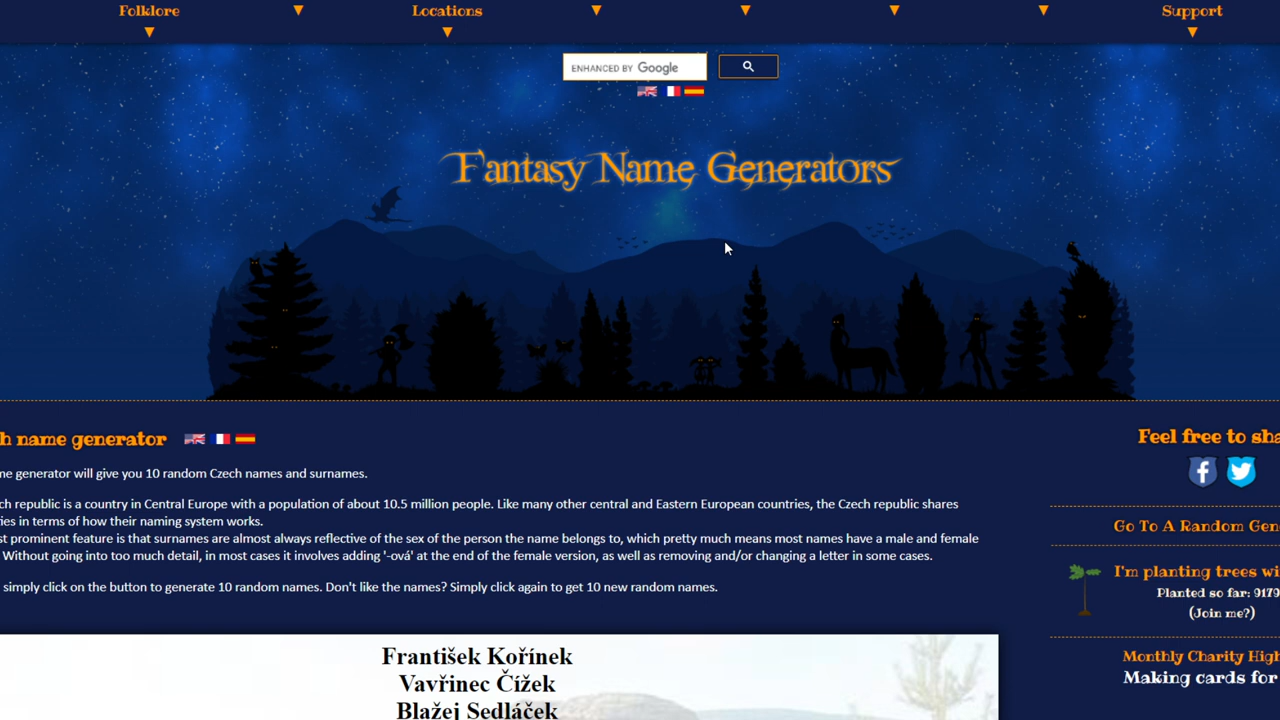 Folklore
Locations
Support
ENHANCED BY Google
Fantasy Name Generators
h name generator
Feel free to sha
me generator will give you 10 random Czech names and surnames.
ch republic is a country in Central Europe with a population of about 10.5 million people. Like many other central and Eastern European countries, the Czech republic shares
ies in terms of how their naming system works.
st prominent feature is that surnames are almost always reflective of the sex of the person the name belongs to, which pretty much means most names have a male and female
Without going into too much detail, in most cases it involves adding '-ová' at the end of the female version, as well as removing and/or changing a letter in some cases.
simply click on the button to generate 10 random names. Don't like the names? Simply click again to get 10 new random names.
Go To A Random Gen
I'm planting trees wi
Planted so far: 9179
(Join me?)
Monthly Charity High
Making cards for
František Kořínek
Vavřinec Čížek
Blažej Sedláček